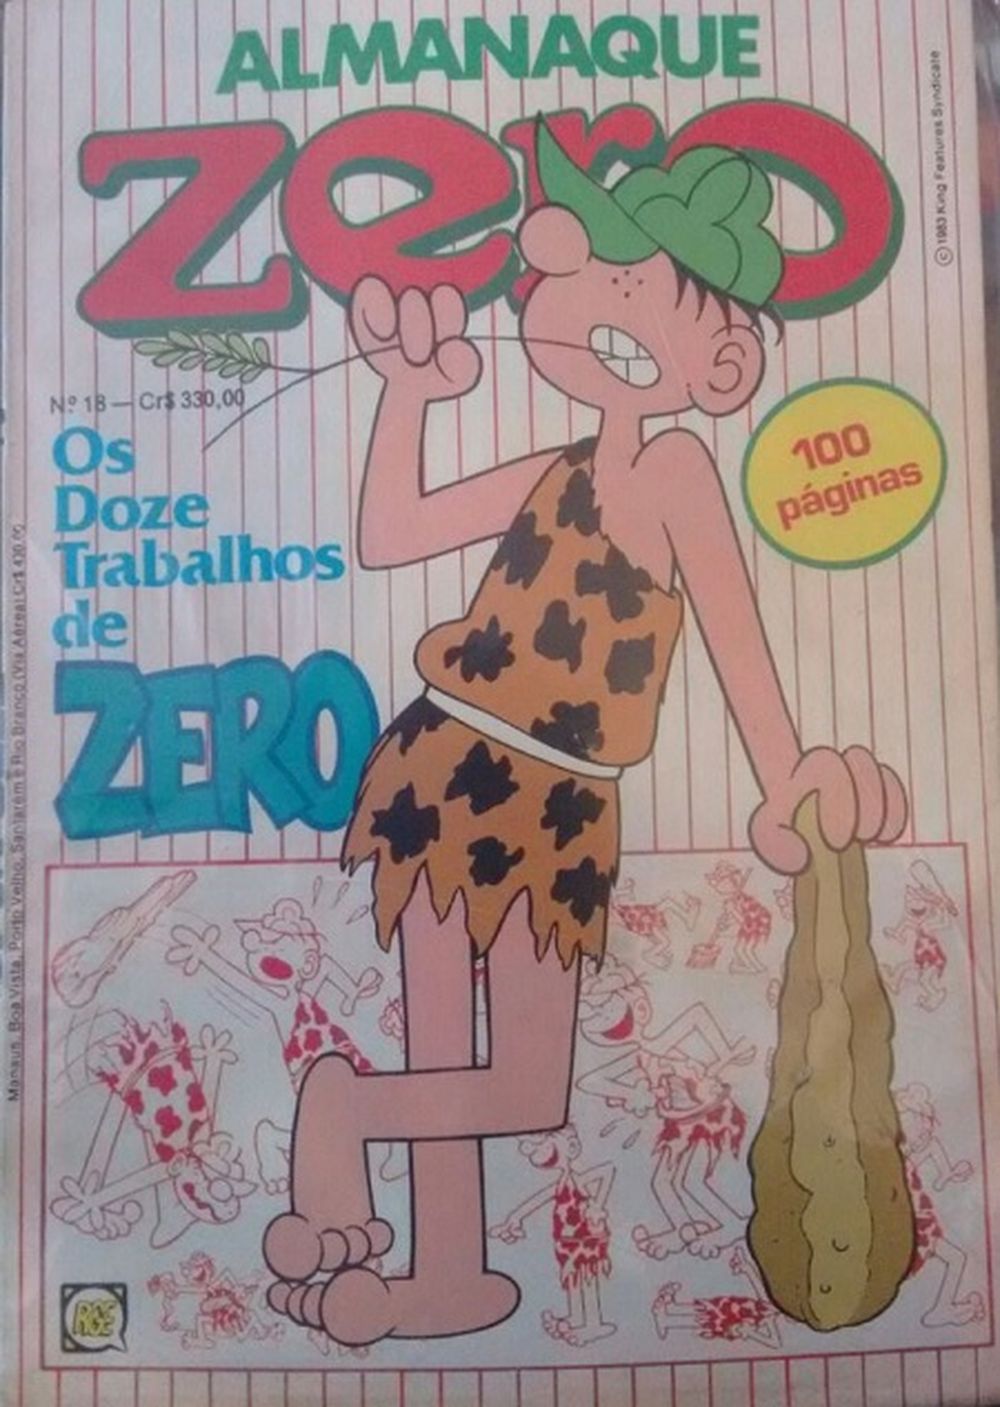 ALMANAQUE
zero
© 1983 King Features Syndicate
Nº 18 — Cr$ 330,00
Os
Doze
Trabalhos
de
ZERO
100
páginas
Manaus, Boa Vista, Porto Velho, Santarém e Rio Branco (Via Aérea) Cr$ 430,00
RGE